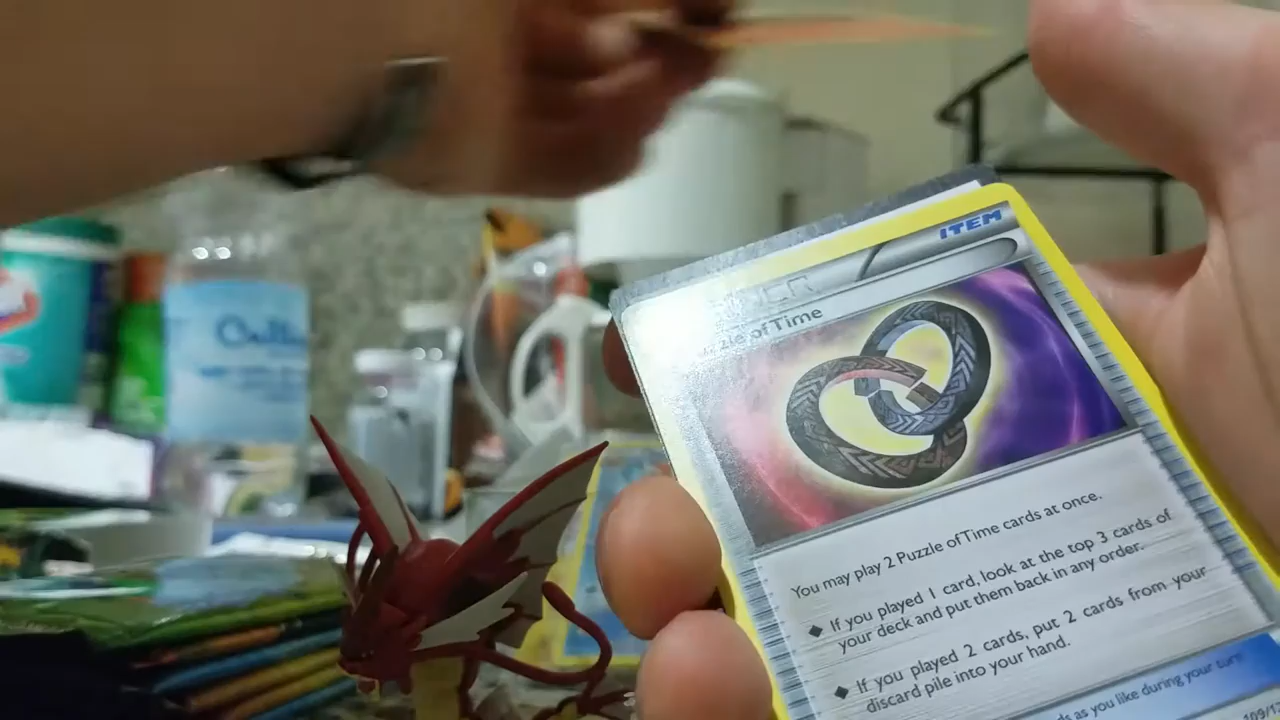 ITEM
of Time
You may play 2 Puzzle of Time cards at once.
◆ If you played 1 card, look at the top 3 cards of
your deck and put them back in any order.
◆ If you played 2 cards, put 2 cards from your
discard pile into your hand.
as you like during your turn